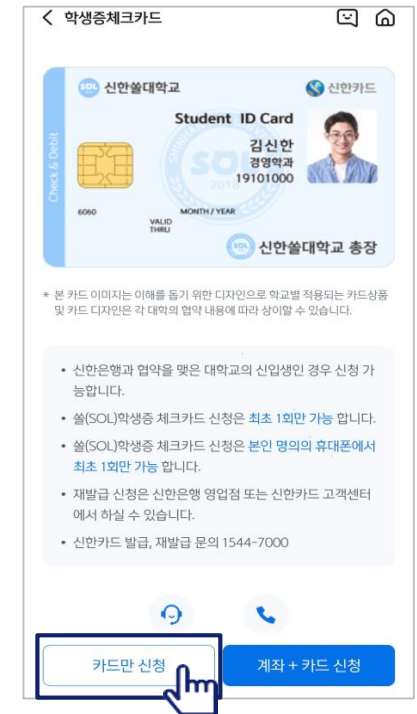 학생증체크카드
SOL 신한쏠대학교 신한카드
Check & Debit
Student ID Card
김신한
경영학과
19101000
6060
MONTH / YEAR
VALID
THRU
SOL 신한쏠대학교 총장
* 본 카드 이미지는 이해를 돕기 위한 디자인으로 학교별 적용되는 카드상품
및 카드 디자인은 각 대학의 협약 내용에 따라 상이할 수 있습니다.
• 신한은행과 협약을 맺은 대학교의 신입생인 경우 신청 가
능합니다.
• 쏠(SOL)학생증 체크카드 신청은 최초 1회만 가능 합니다.
• 쏠(SOL)학생증 체크카드 신청은 본인 명의의 휴대폰에서
최초 1회만 가능 합니다.
• 재발급 신청은 신한은행 영업점 또는 신한카드 고객센터
에서 하실 수 있습니다.
• 신한카드 발급, 재발급 문의 1544-7000
카드만 신청
계좌 + 카드 신청